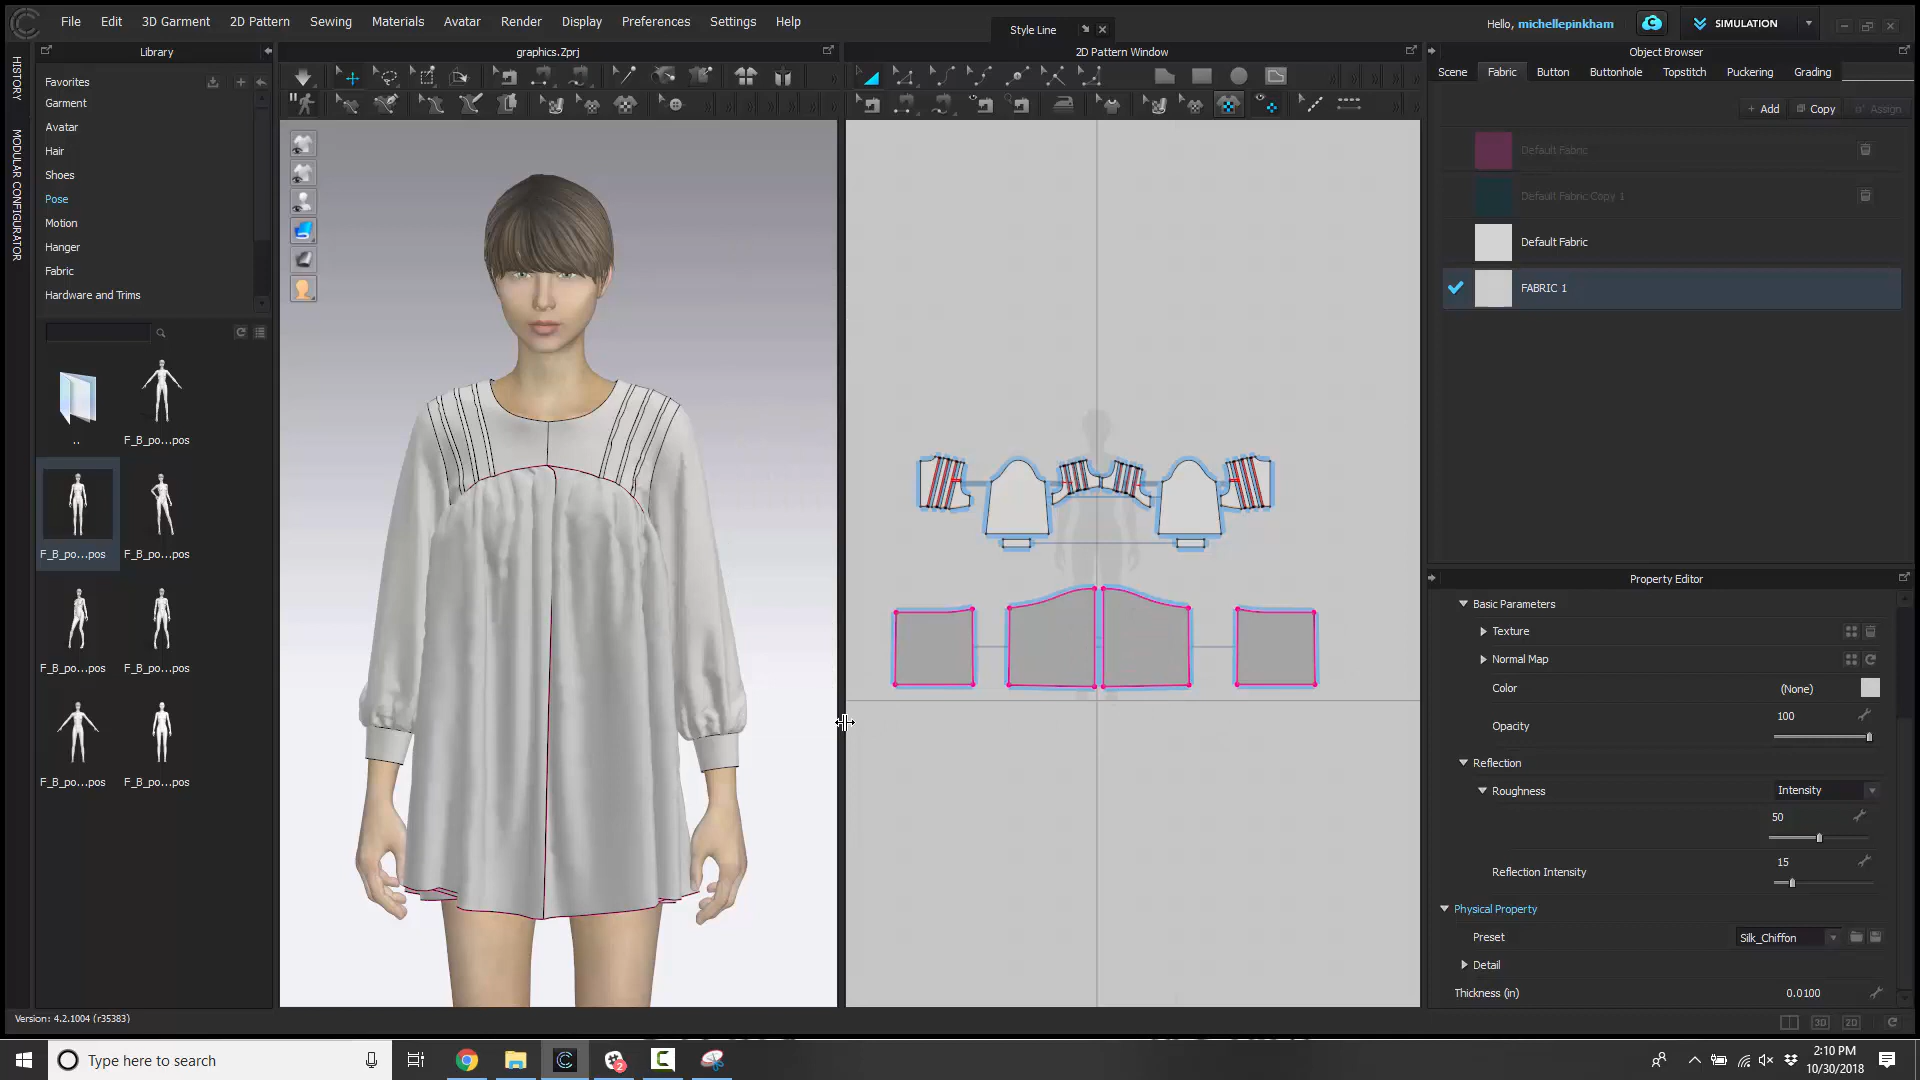 File Edit 3D Garment 2D Pattern Sewing Materials Avatar Render Display Preferences Settings Help
Style Line
Hello, michellepinkham
SIMULATION
Library
graphics.Zprj
2D Pattern Window
Object Browser
HISTORY
MODULAR CONFIGURATOR
Favorites
Garment
Avatar
Hair
Shoes
Pose
Motion
Hanger
Fabric
Hardware and Trims
..
F_B_po...pos
F_B_po...pos
F_B_po...pos
F_B_po...pos
F_B_po...pos
F_B_po...pos
F_B_po...pos
Scene Fabric Button Buttonhole Topstitch Puckering Grading
+ Add Copy Assign
Default Fabric
Default Fabric Copy 1
Default Fabric
FABRIC 1
Property Editor
Basic Parameters
Texture
Normal Map
Color (None)
Opacity 100
Reflection
Roughness Intensity
50
Reflection Intensity 15
Physical Property
Preset Silk_Chiffon
Detail
Thickness (in) 0.0100
3D 2D
Version: 4.2.1004 (r35383)
Type here to search
2
2:10 PM
10/30/2018